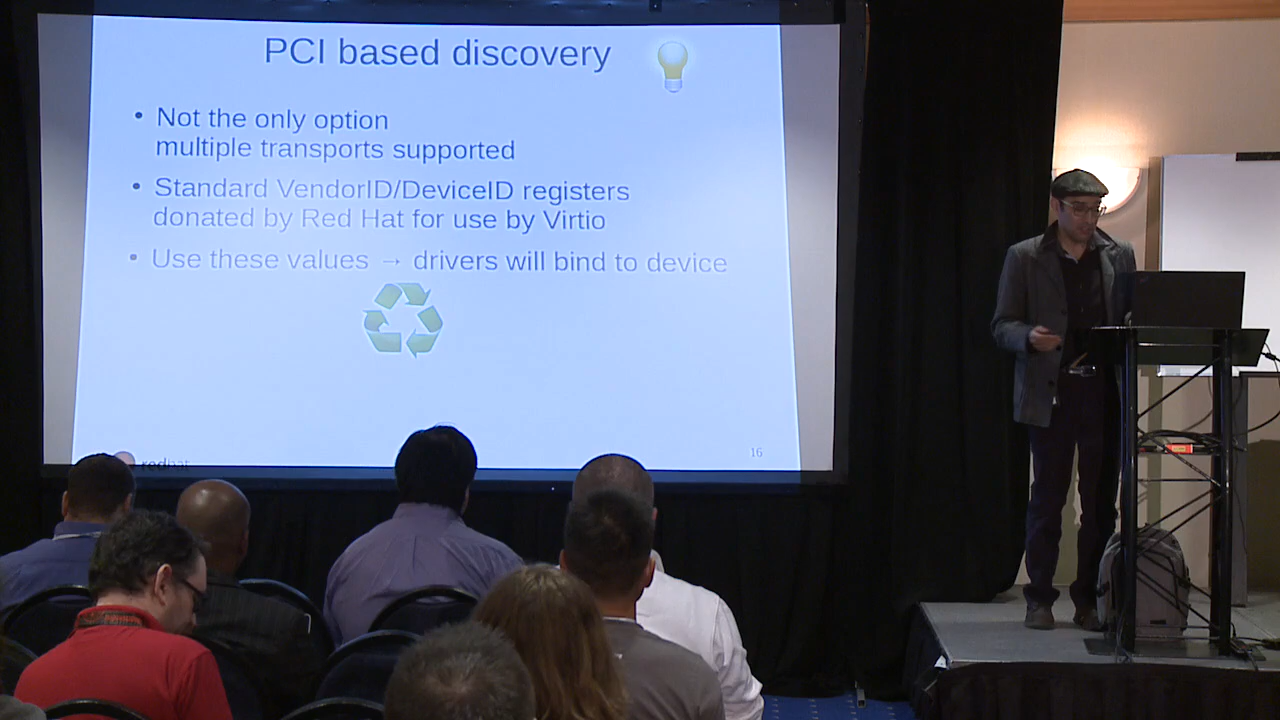 PCI based discovery
• Not the only option
multiple transports supported
• Standard VendorID/DeviceID registers
donated by Red Hat for use by Virtio
• Use these values → drivers will bind to device
redhat
16